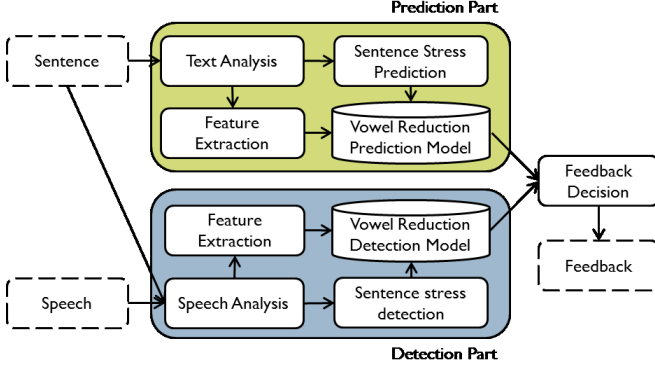 Prediction Part
Sentence
Text Analysis
Sentence Stress
Prediction
Feature
Extraction
Vowel Reduction
Prediction Model
Feedback
Decision
Feature
Extraction
Vowel Reduction
Detection Model
Feedback
Speech
Speech Analysis
Sentence stress
detection
Detection Part